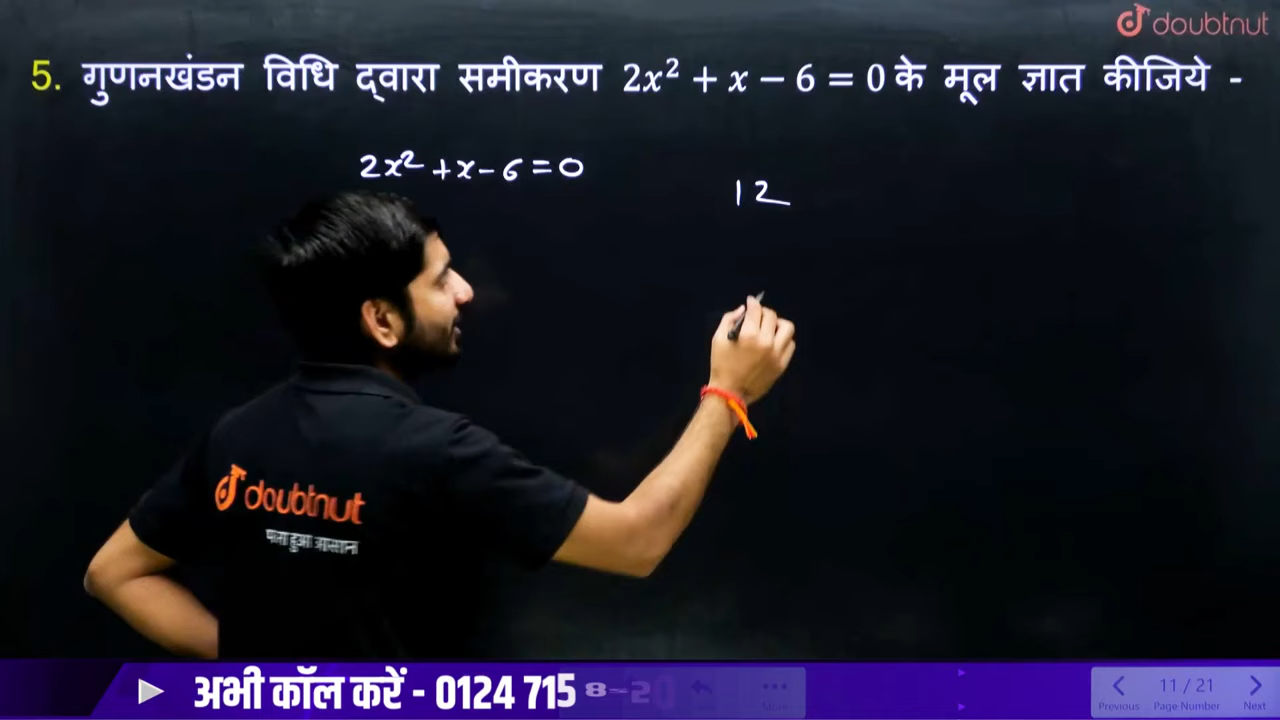 doubtnut
5. गुणनखंडन विधि द्वारा समीकरण 2x² + x − 6 = 0 के मूल ज्ञात कीजिये -
2x² + x - 6 = 0
12
doubtnut
अभी कॉल करें - 0124 715
11 / 21
Previous Page Number Next